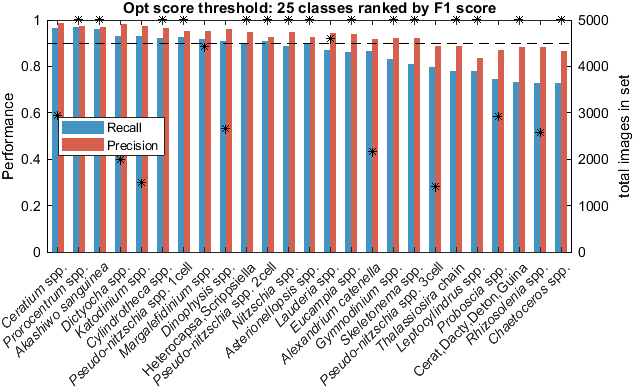 Opt score threshold: 25 classes ranked by F1 score
Performance
1
0.8
0.6
0.4
0.2
0
5000
4000
3000
2000
1000
0
total images in set
Recall
Precision
Ceratium spp.
Prorocentrum spp.
Akashiwo sanguinea
Dictyocha spp.
Katodinium spp.
Cylindrotheca spp.
Pseudo-nitzschia spp. 1cell
Margalefidinium spp.
Dinophysis spp.
Heterocapsa,Scrippsiella
Pseudo-nitzschia spp. 2cell
Nitzschia spp.
Asterionellopsis spp.
Lauderia spp.
Eucampia spp.
Alexandrium catenella
Gymnodinium spp.
Skeletonema spp.
Pseudo-nitzschia spp. 3cell
Thalassiosira chain
Leptocylindrus spp.
Proboscia spp.
Cerat,Dacty,Deton,Guina
Rhizosolenia spp.
Chaetoceros spp.